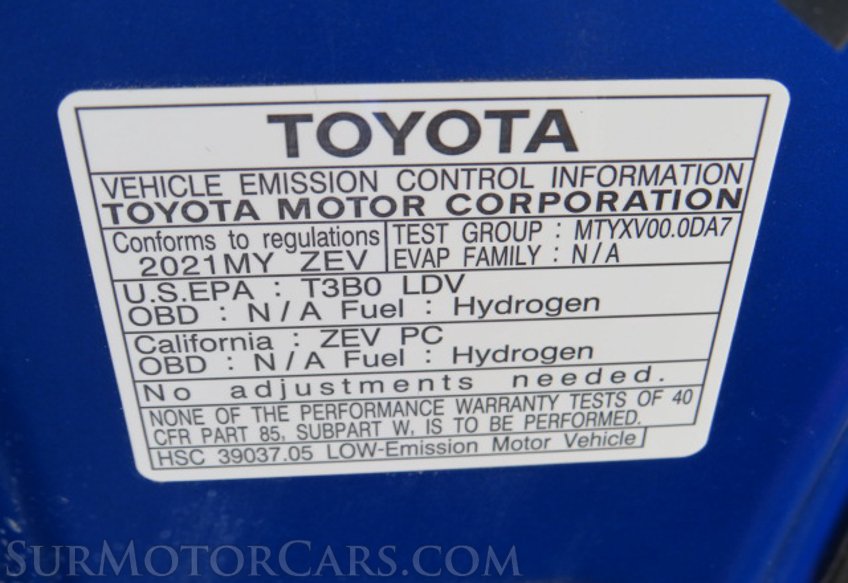 TOYOTA
VEHICLE EMISSION CONTROL INFORMATION
TOYOTA MOTOR CORPORATION
Conforms to regulations
2021MY ZEV
TEST GROUP : MTYXV00.0DA7
EVAP FAMILY : N/A
U.S.EPA : T3B0 LDV
OBD : N/A Fuel : Hydrogen
California : ZEV PC
OBD : N/A Fuel : Hydrogen
No adjustments needed.
NONE OF THE PERFORMANCE WARRANTY TESTS OF 40
CFR PART 85, SUBPART W, IS TO BE PERFORMED.
HSC 39037.05 LOW-Emission Motor Vehicle
SurMotorCars.com